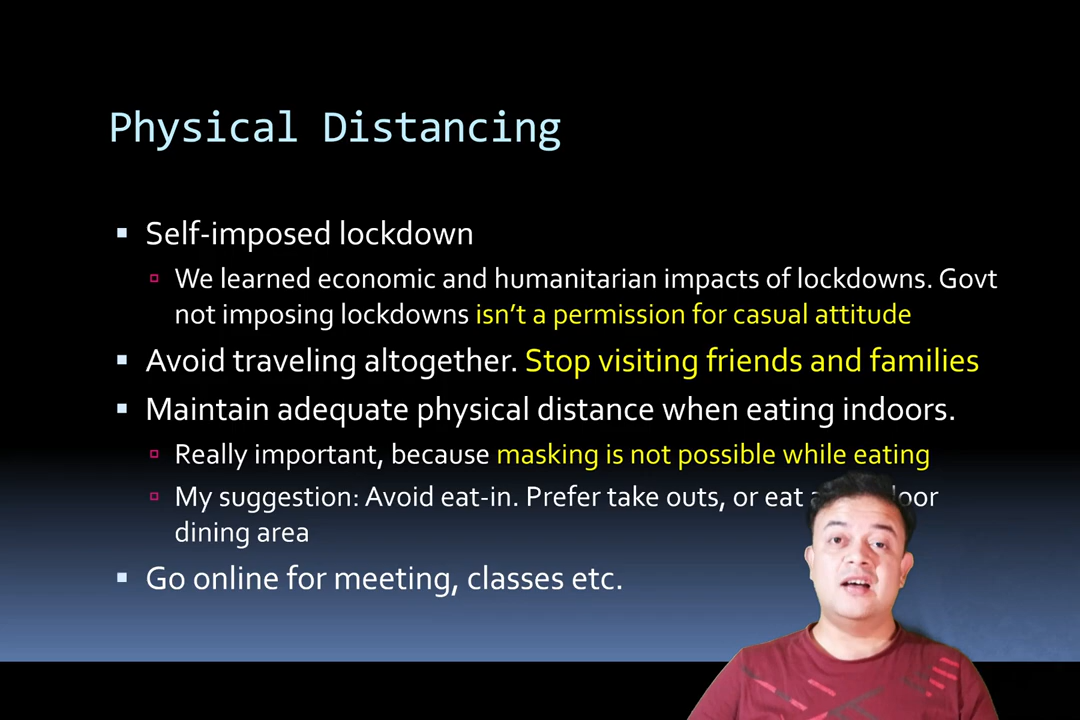 Physical Distancing
Self-imposed lockdown
We learned economic and humanitarian impacts of lockdowns. Govt
not imposing lockdowns isn't a permission for casual attitude
Avoid traveling altogether. Stop visiting friends and families
Maintain adequate physical distance when eating indoors.
Really important, because masking is not possible while eating
My suggestion: Avoid eat-in. Prefer take outs, or eat
dining area
Go online for meeting, classes etc.